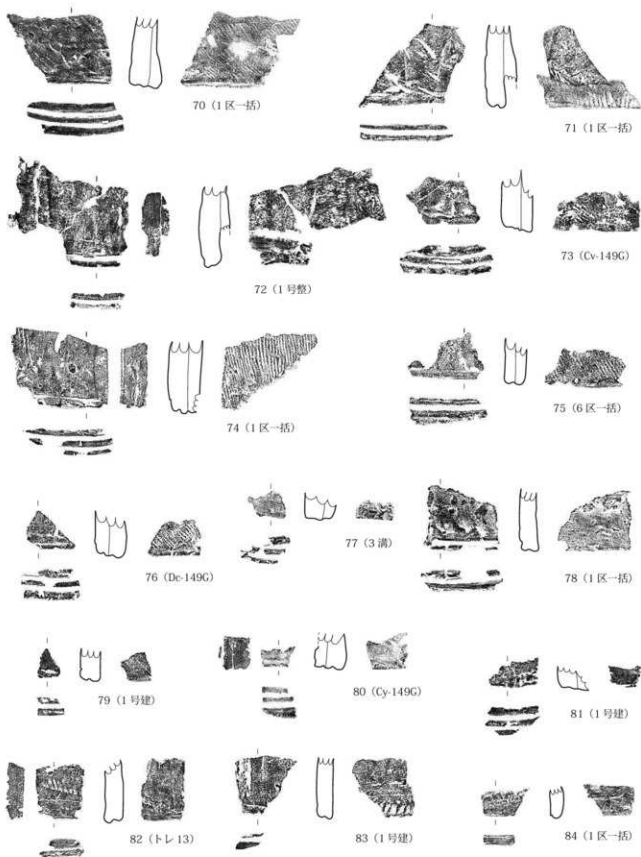 70（1区一括）
71（1区一括）
72（1号整）
73（Cv-149G）
74（1区一括）
75（6区一括）
76（Dc-149G）
77（3溝）
78（1区一括）
79（1号建）
80（Cy-149G）
81（1号建）
82（トレ13）
83（1号建）
84（1区一括）